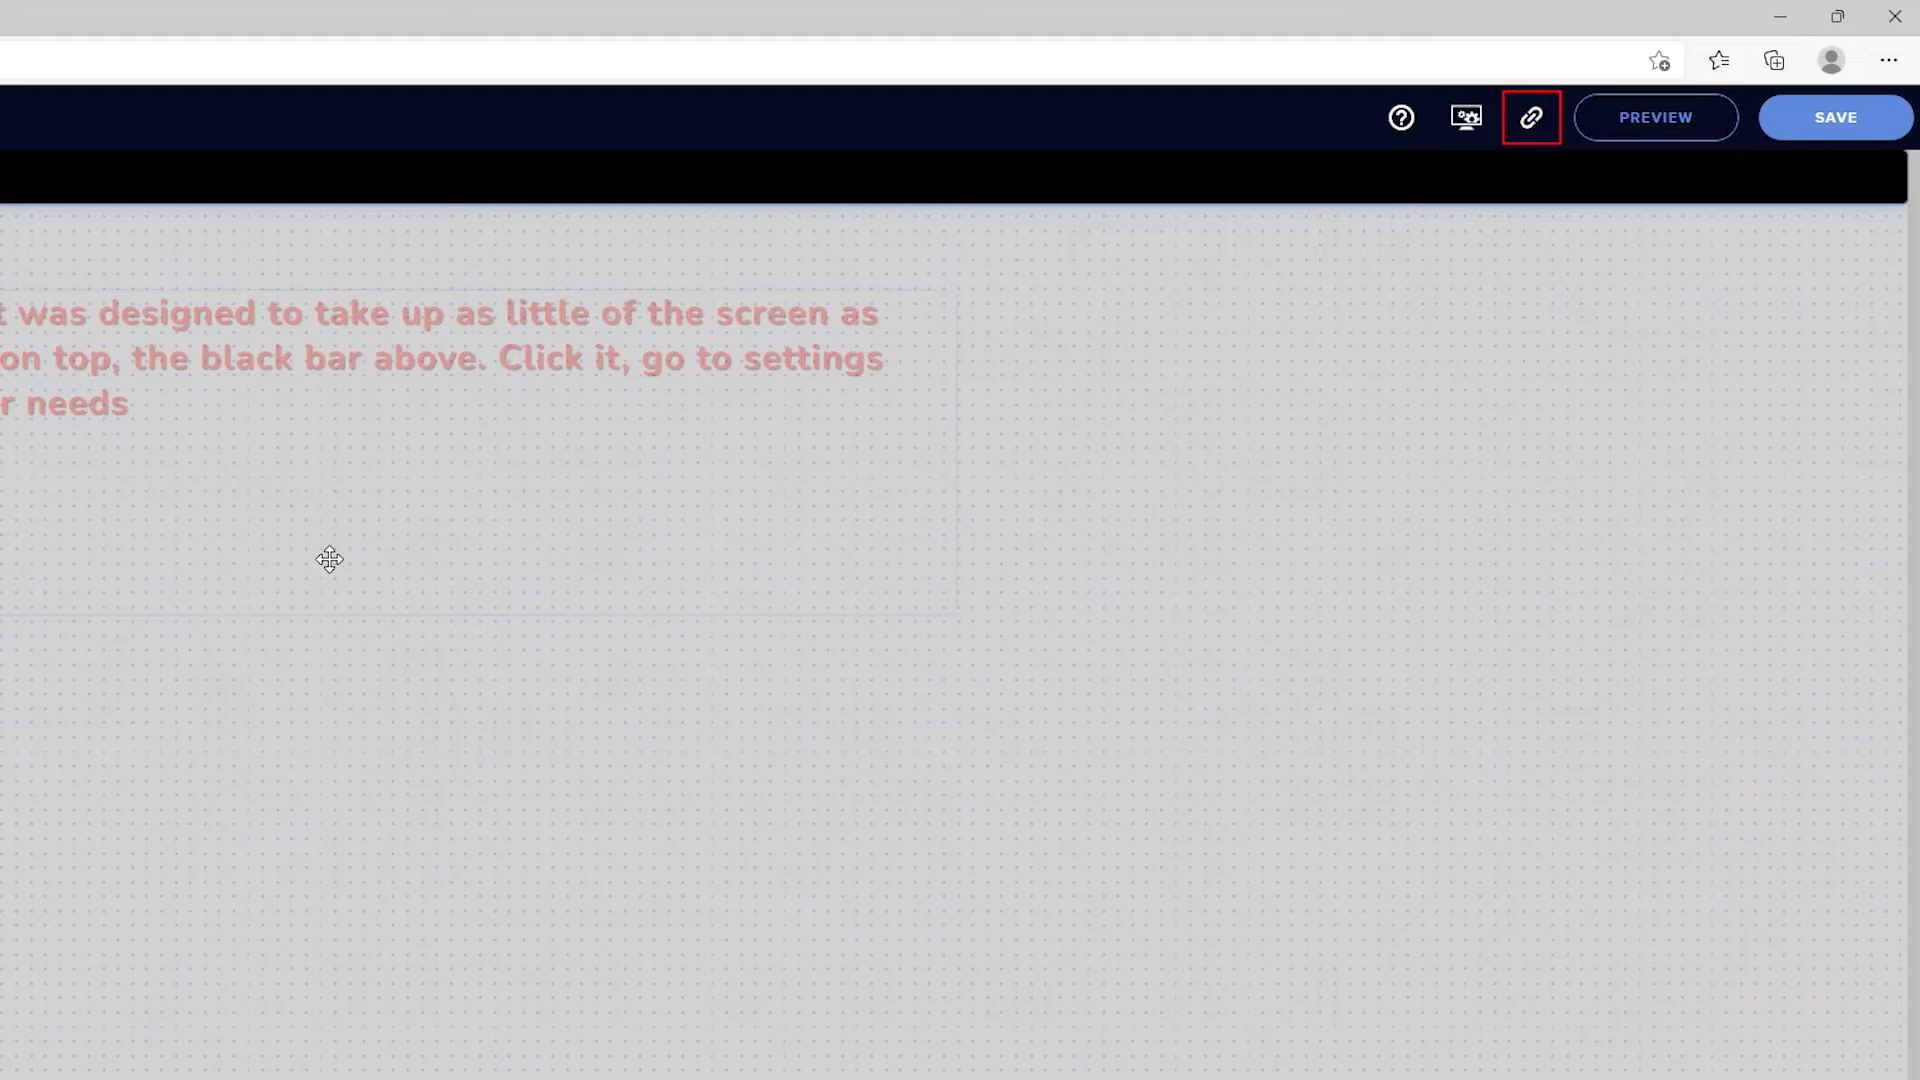 PREVIEW
SAVE
t was designed to take up as little of the screen as
on top, the black bar above. Click it, go to settings
r needs